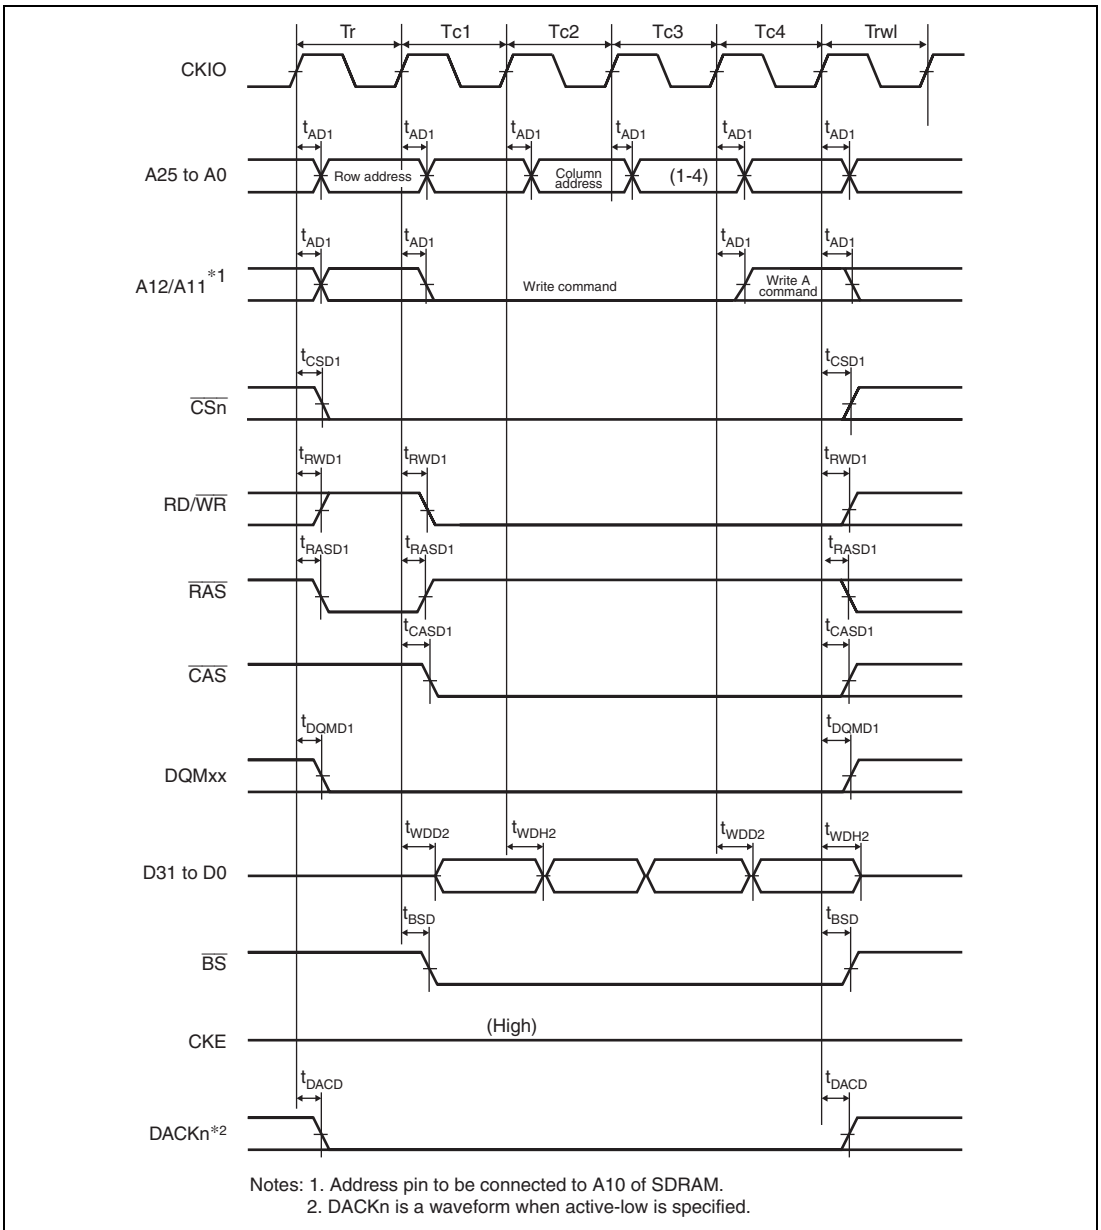 Tr Tc1 Tc2 Tc3 Tc4 Trwl
CKIO
tAD1 tAD1 tAD1 tAD1 tAD1 tAD1
A25 to A0 Row address Column address (1-4)
tAD1 tAD1 tAD1 tAD1
A12/A11*1 Write command Write A command
tCSD1 tCSD1
CSn
tRWD1 tRWD1 tRWD1
RD/WR
tRASD1 tRASD1 tRASD1
RAS
tCASD1 tCASD1
CAS
tDQMD1 tDQMD1
DQMxx
tWDD2 tWDH2 tWDD2 tWDH2
D31 to D0
tBSD tBSD
BS
(High)
CKE
tDACD tDACD
DACKn*2
Notes: 1. Address pin to be connected to A10 of SDRAM.
2. DACKn is a waveform when active-low is specified.